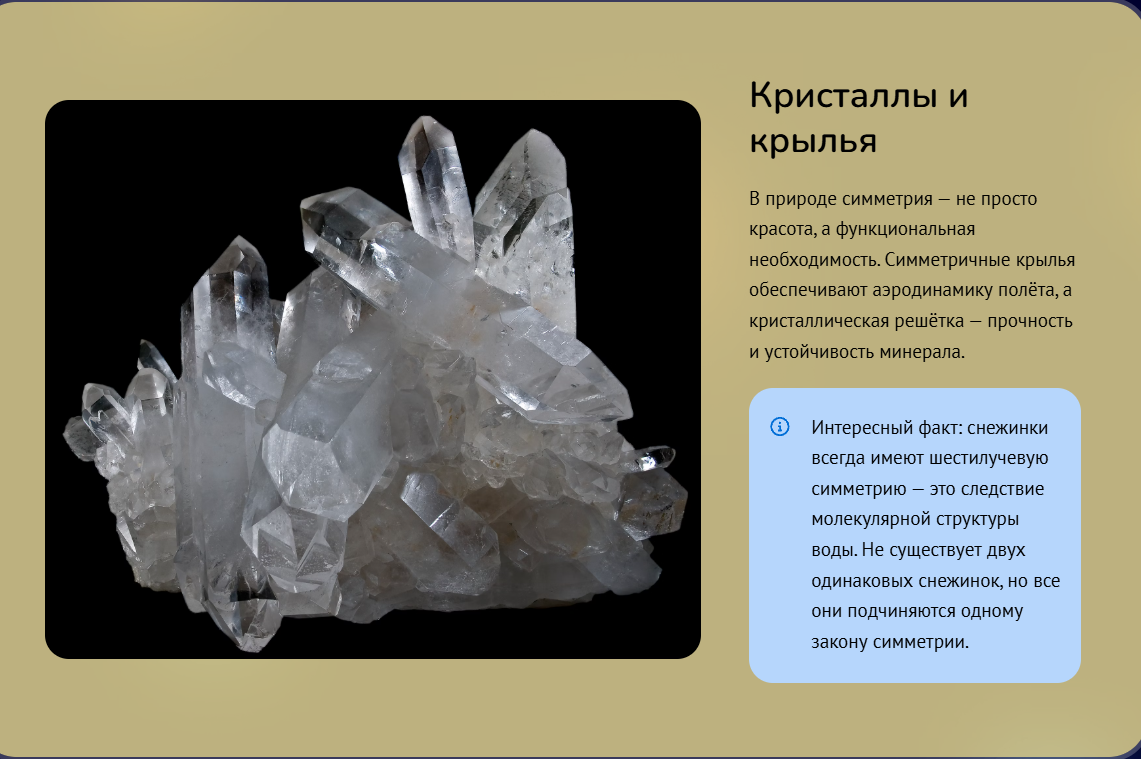 Кристаллы и
крылья
В природе симметрия — не просто
красота, а функциональная
необходимость. Симметричные крылья
обеспечивают аэродинамику полёта, а
кристаллическая решётка — прочность
и устойчивость минерала.
Интересный факт: снежинки
всегда имеют шестилучевую
симметрию — это следствие
молекулярной структуры
воды. Не существует двух
одинаковых снежинок, но все
они подчиняются одному
закону симметрии.